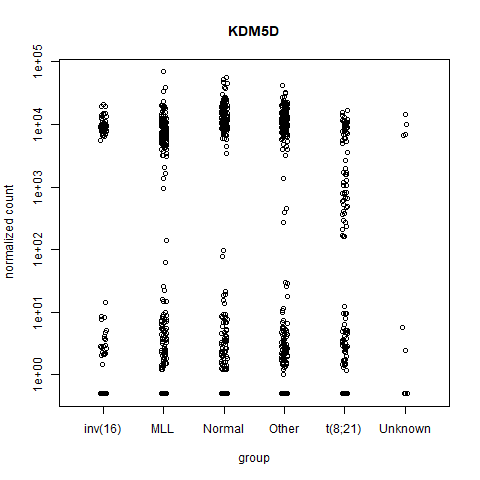 KDM5D
normalized count
1e+05
1e+04
1e+03
1e+02
1e+01
1e+00
inv(16) MLL Normal Other t(8;21) Unknown
group